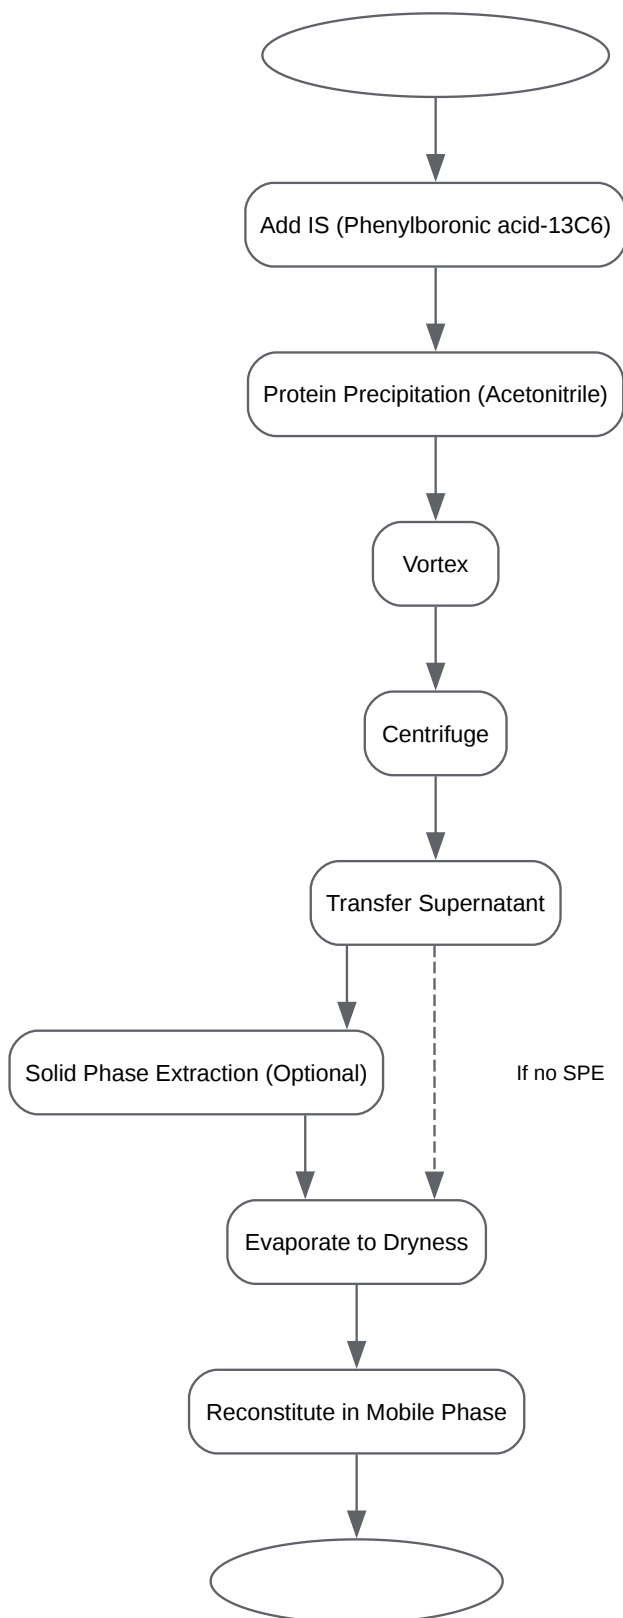 Add IS (Phenylboronic acid-13C6)
Protein Precipitation (Acetonitrile)
Vortex
Centrifuge
Transfer Supernatant
Solid Phase Extraction (Optional)
If no SPE
Evaporate to Dryness
Reconstitute in Mobile Phase